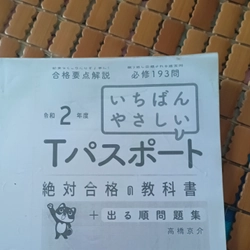 合格要点解説 必修193問
令和2年度
いちばん
やさしい
Tパスポート
絶対合格の教科書
+出る順問題集
高橋京介